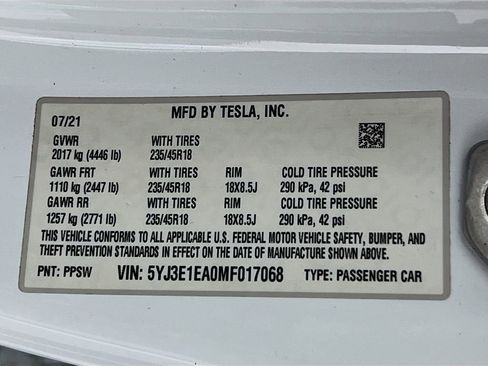 07/21 MFD BY TESLA, INC.
GVWR WITH TIRES
2017 kg (4446 lb) 235/45R18
GAWR FRT WITH TIRES RIM COLD TIRE PRESSURE
1110 kg (2447 lb) 235/45R18 18X8.5J 290 kPa, 42 psi
GAWR RR WITH TIRES RIM COLD TIRE PRESSURE
1257 kg (2771 lb) 235/45R18 18X8.5J 290 kPa, 42 psi
THIS VEHICLE CONFORMS TO ALL APPLICABLE U.S. FEDERAL MOTOR VEHICLE SAFETY, BUMPER, AND
THEFT PREVENTION STANDARDS IN EFFECT ON THE DATE OF MANUFACTURE SHOWN ABOVE.
PNT: PPSW VIN: 5YJ3E1EA0MF017068 TYPE: PASSENGER CAR